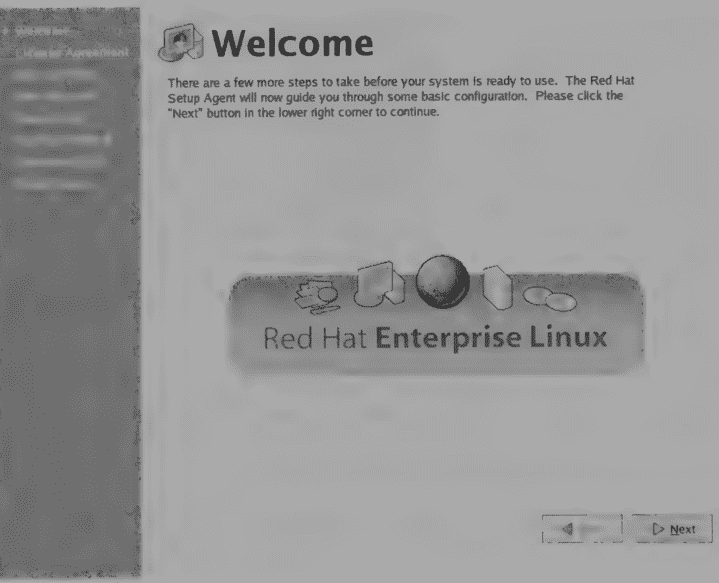 License Agreement
Welcome
There are a few more steps to take before your system is ready to use.  The Red Hat
Setup Agent will now guide you through some basic configuration.  Please click the
"Next" button in the lower right corner to continue.
Red Hat Enterprise Linux
Next